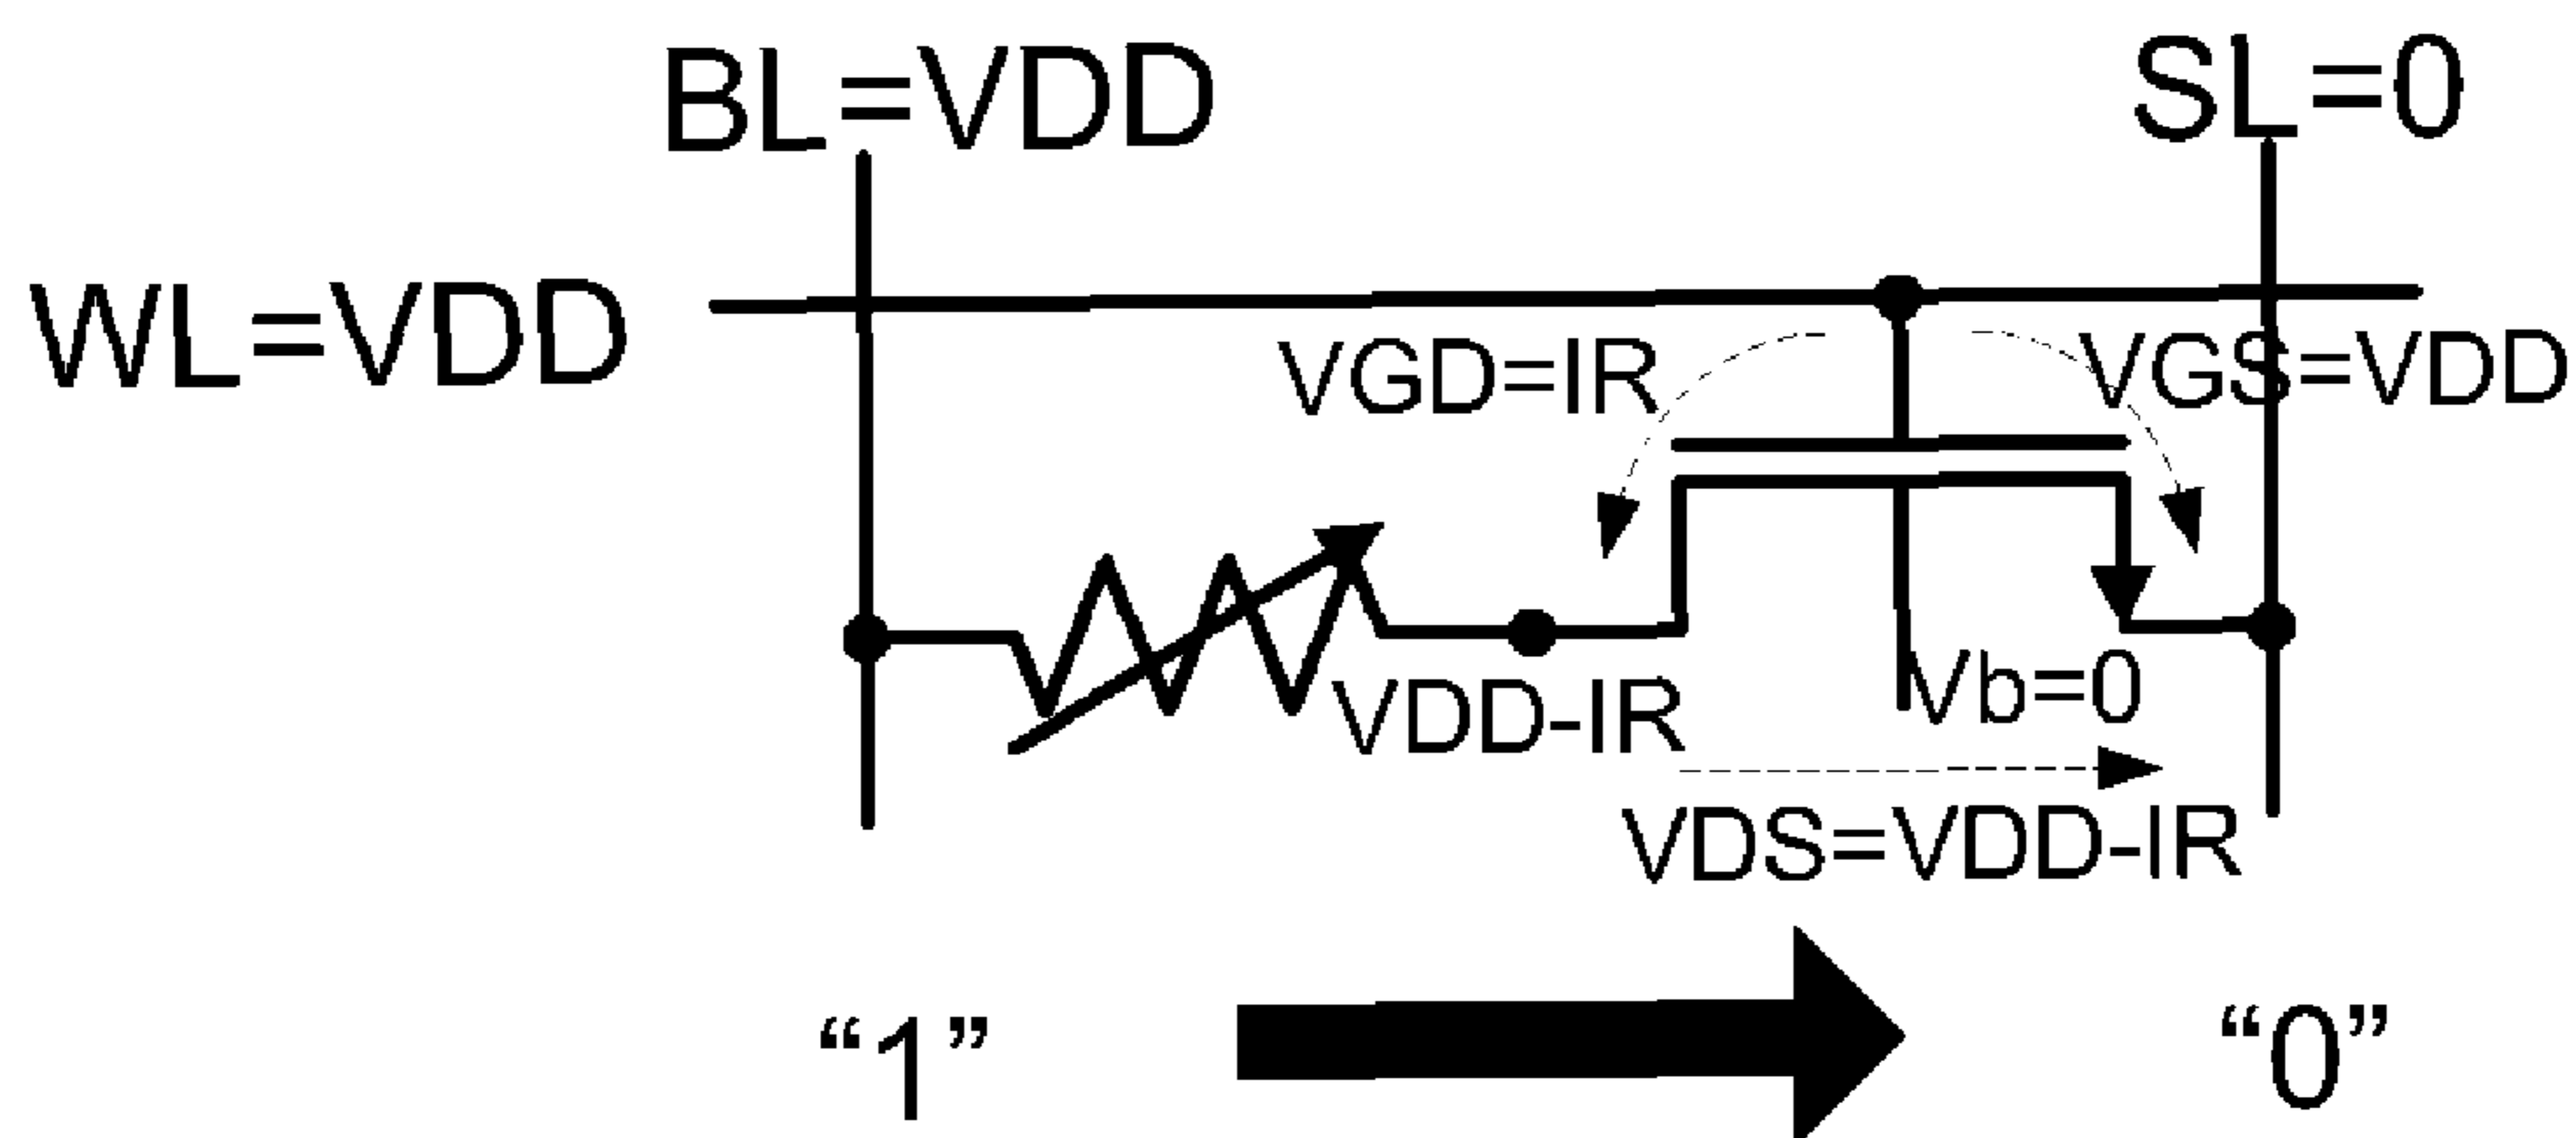 BL=VDD
SL=0
WL=VDD
VGD=IR
VGS=VDD
VDD-IR
Vb=0
VDS=VDD-IR
“1”
“0”